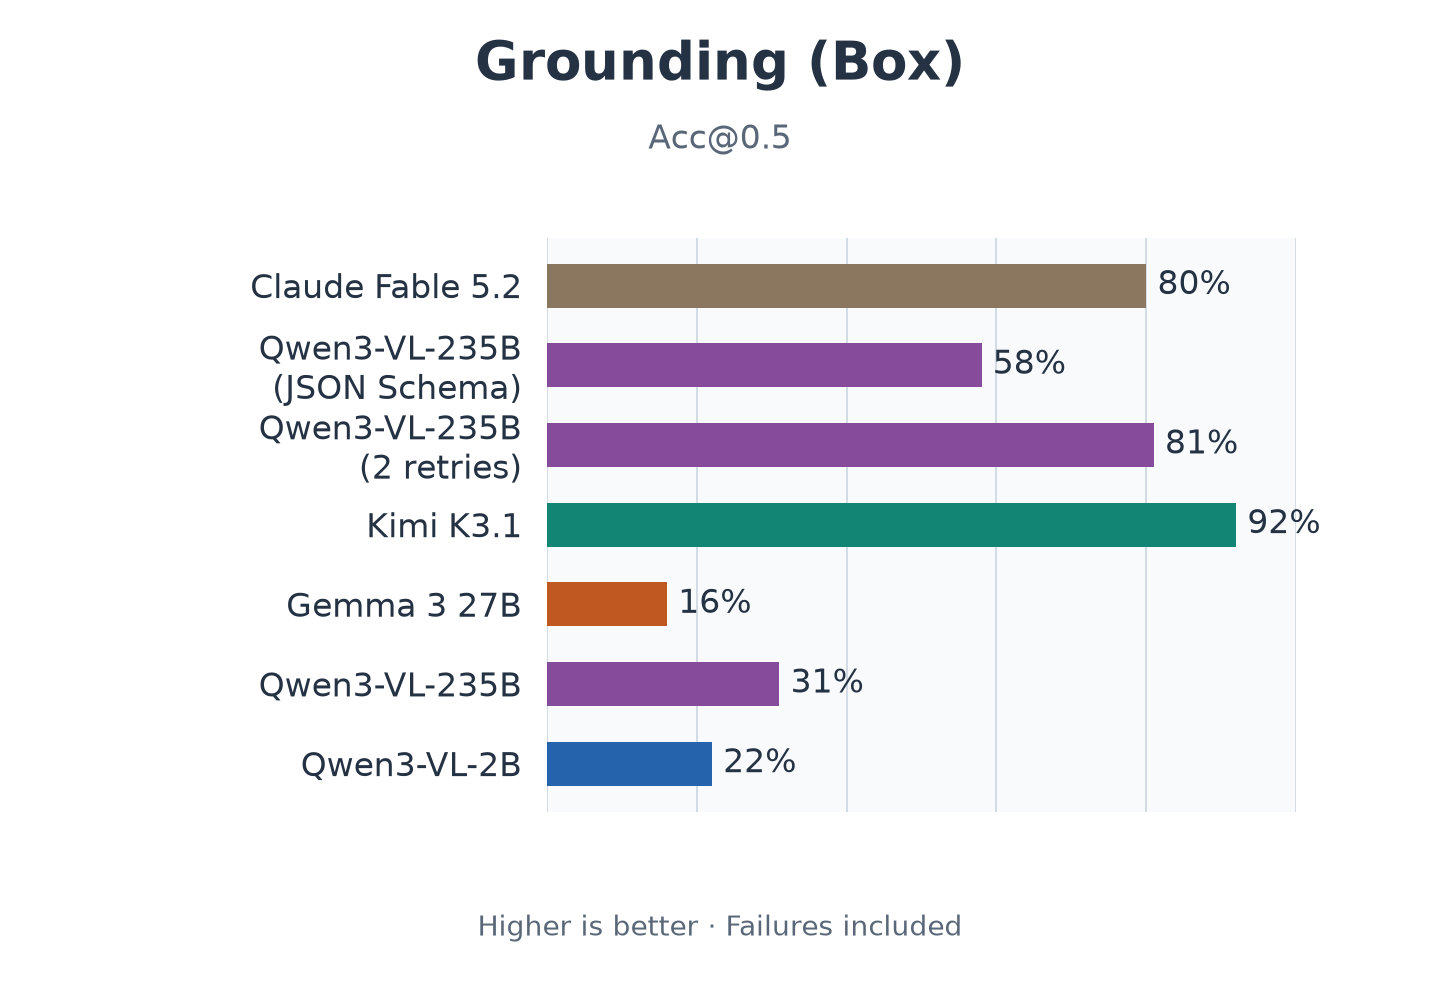 Grounding (Box)
Acc@0.5
Claude Fable 5.2
80%
Qwen3-VL-235B
(JSON Schema)
58%
Qwen3-VL-235B
(2 retries)
81%
Kimi K3.1
92%
Gemma 3 27B
16%
Qwen3-VL-235B
31%
Qwen3-VL-2B
22%
Higher is better · Failures included